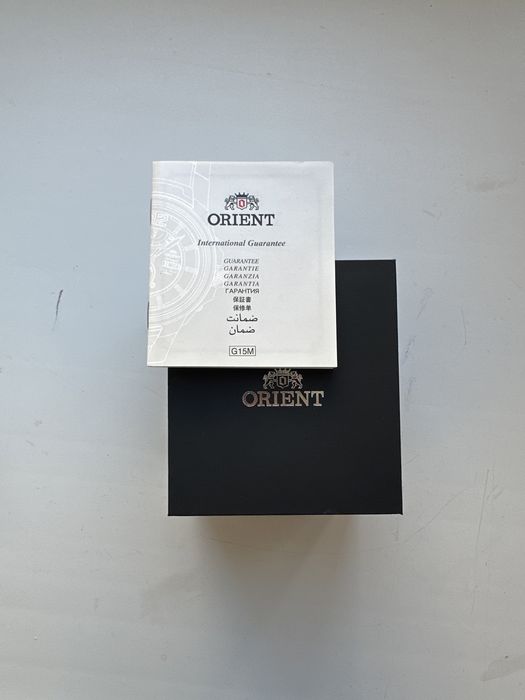 ORIENT
International Guarantee
GUARANTEE
GARANTIE
GARANZIA
GARANTIA
ГАРАНТИЯ
保証書
保修单
ضمانت
ضمان
G15M
ORIENT